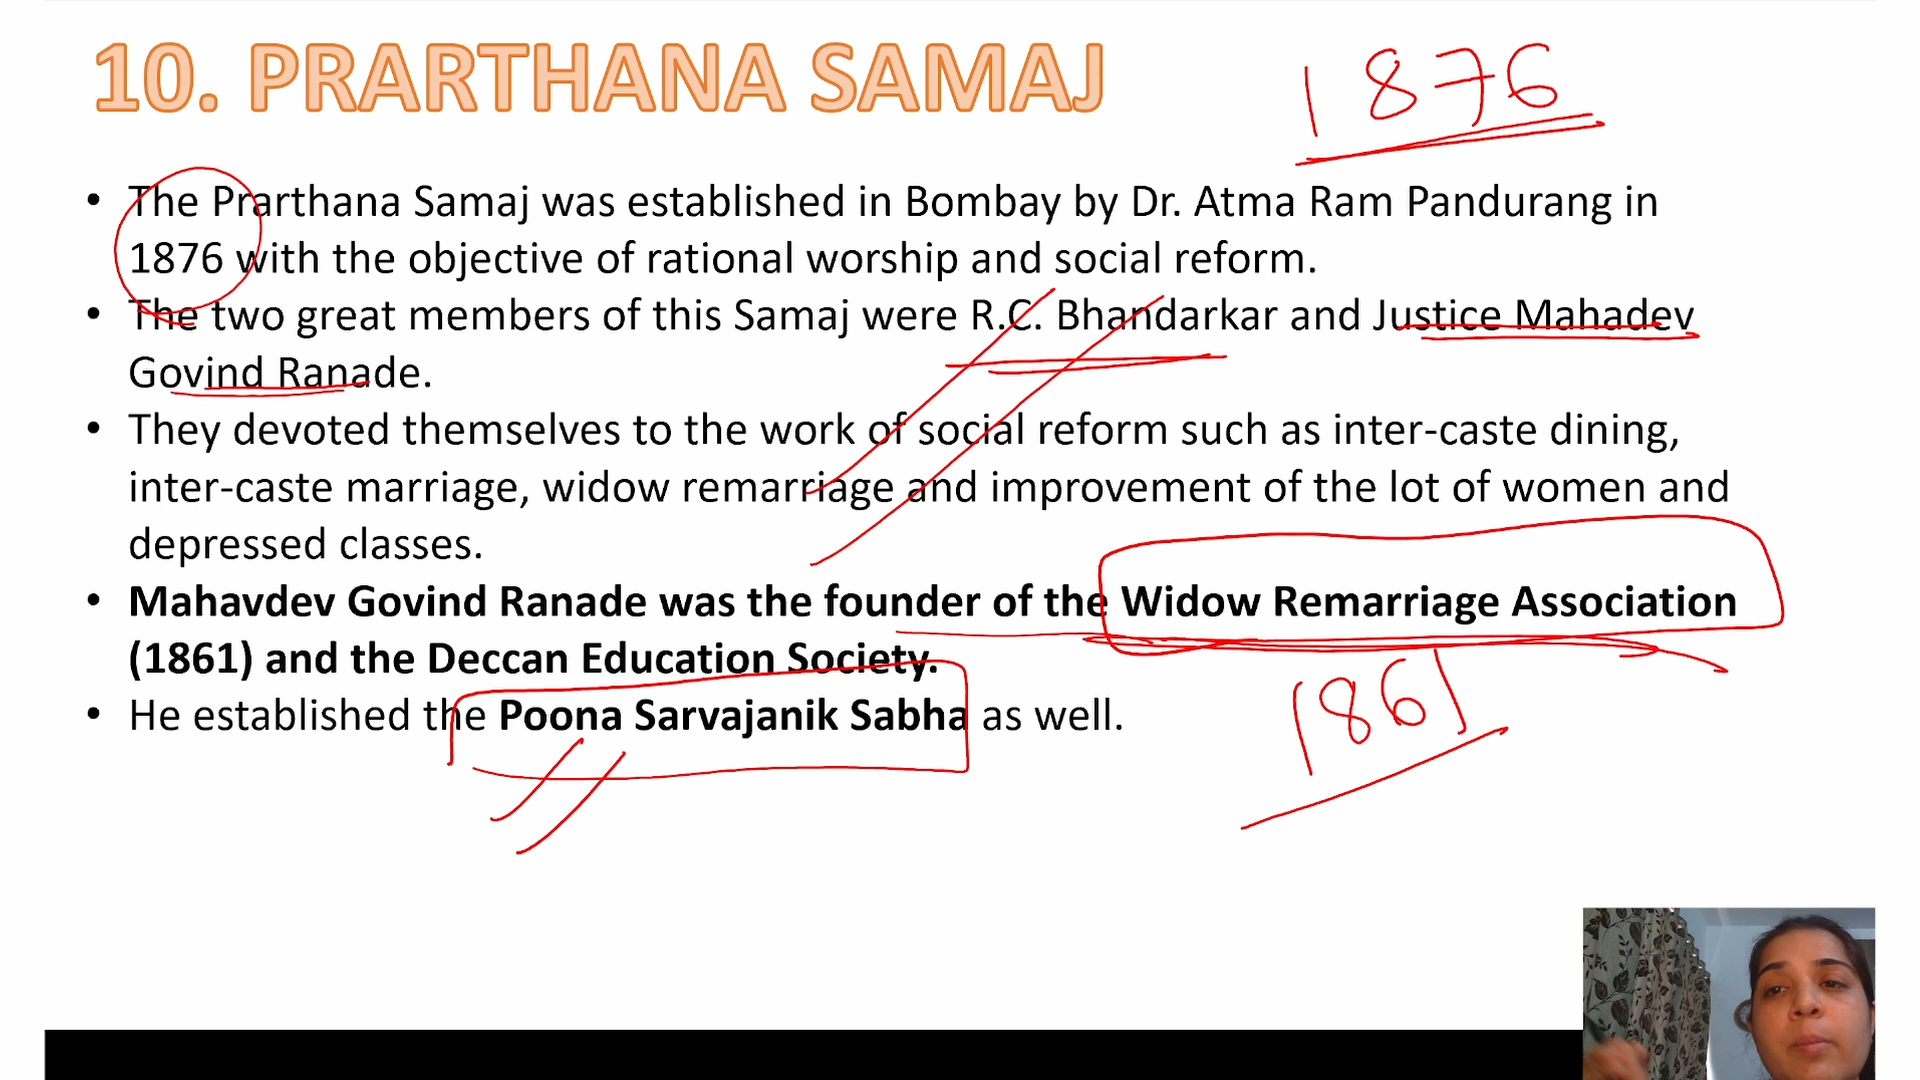 10. PRARTHANA SAMAJ
1876
• The Prarthana Samaj was established in Bombay by Dr. Atma Ram Pandurang in
1876 with the objective of rational worship and social reform.
• The two great members of this Samaj were R.C. Bhandarkar and Justice Mahadev
Govind Ranade.
• They devoted themselves to the work of social reform such as inter-caste dining,
inter-caste marriage, widow remarriage and improvement of the lot of women and
depressed classes.
• Mahavdev Govind Ranade was the founder of the Widow Remarriage Association
(1861) and the Deccan Education Society.
• He established the Poona Sarvajanik Sabha as well.
1861